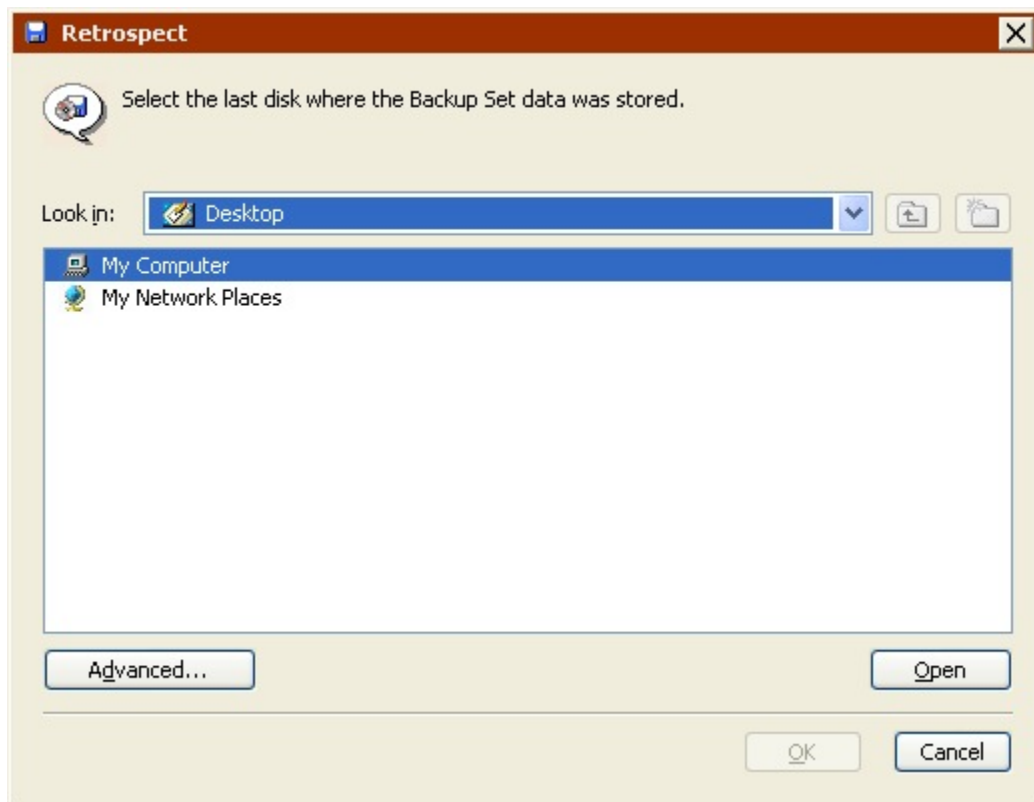 Retrospect
Select the last disk where the Backup Set data was stored.
Look in: Desktop
My Computer
My Network Places
Advanced... Open
OK Cancel